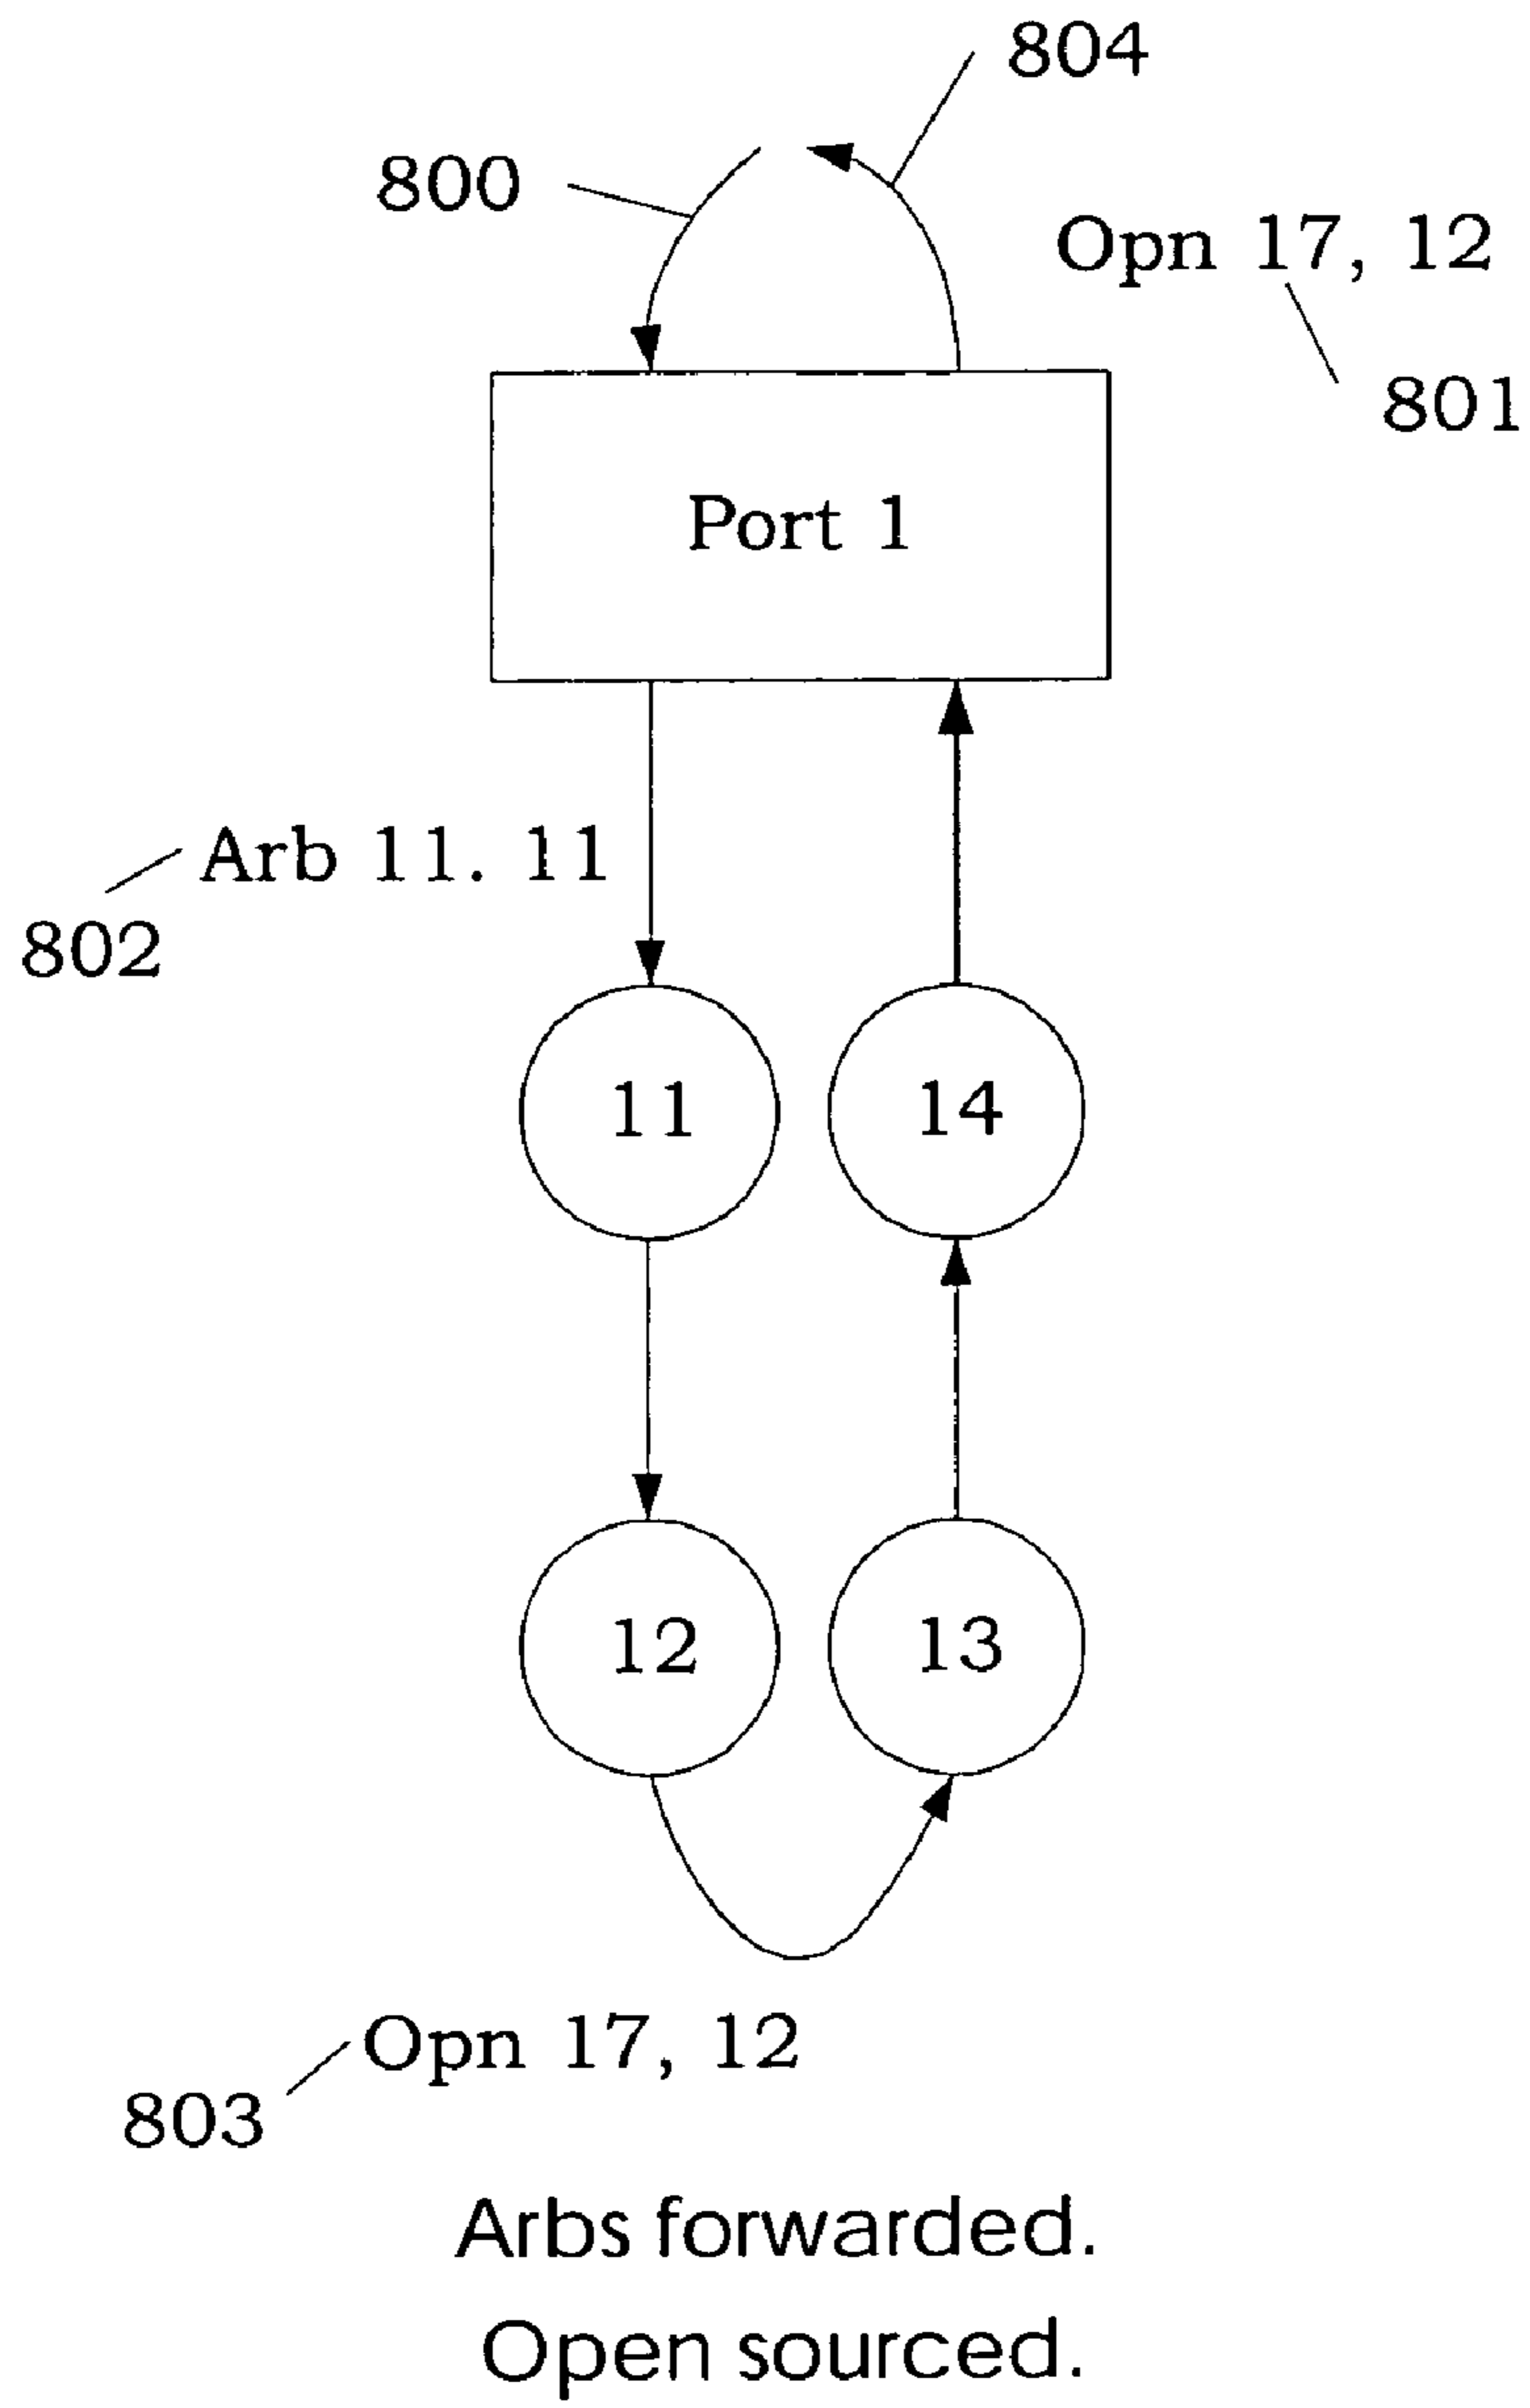 804
800
Opn 17, 12
801
Port 1
Arb 11. 11
802
11
14
12
13
Opn 17, 12
803
Arbs forwarded.
Open sourced.